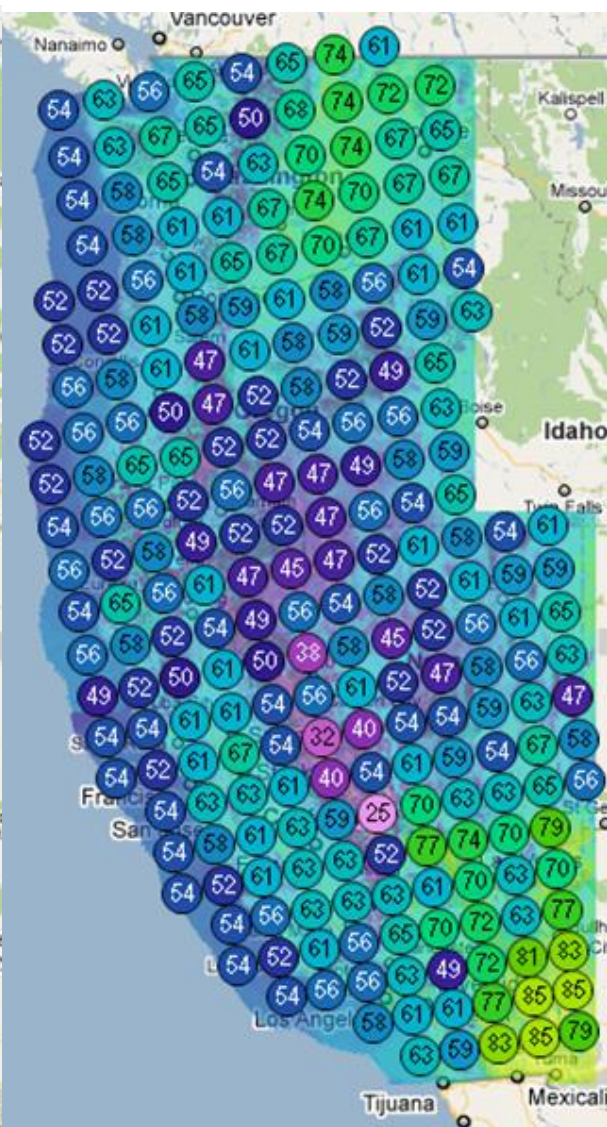 Vancouver
Nanaimo
54 63 56 65 54 65 74 61
Kalispell
54 63 67 65 50 68 74 72 72
54 58 65 54 63 70 74 67 65
Missou
54 58 61 61 67 74 70 67 67
52 52 56 61 65 67 70 67 61 61
52 52 61 58 59 61 58 56 61 54
56 58 61 47 61 58 59 52 59 63
52 56 56 50 47 52 58 52 49 65
Boise
Idaho
52 58 65 65 52 52 54 56 56 63
54 56 56 52 56 47 47 49 58 59
Twin Falls
56 52 58 49 52 52 47 56 54 65
54 65 56 61 47 45 47 52 61 58 54 61
56 58 52 54 49 56 54 58 52 61 59 59
49 52 50 61 50 38 58 45 52 56 61 65
54 54 61 61 54 56 61 52 47 58 56 63
54 52 61 67 54 32 40 54 54 59 63 47
Francis
54 63 63 61 40 54 61 59 54 67 58
San Jose
54 58 61 63 59 25 70 63 63 65 56
54 52 61 63 63 52 77 74 70 79
54 56 63 63 63 61 70 63 70
54 52 61 56 65 70 72 63 77
54 56 56 63 49 72 81 83
Los Angel
58 61 61 77 85 85
63 59 83 85 79
Yuma
Tijuana
Mexicali